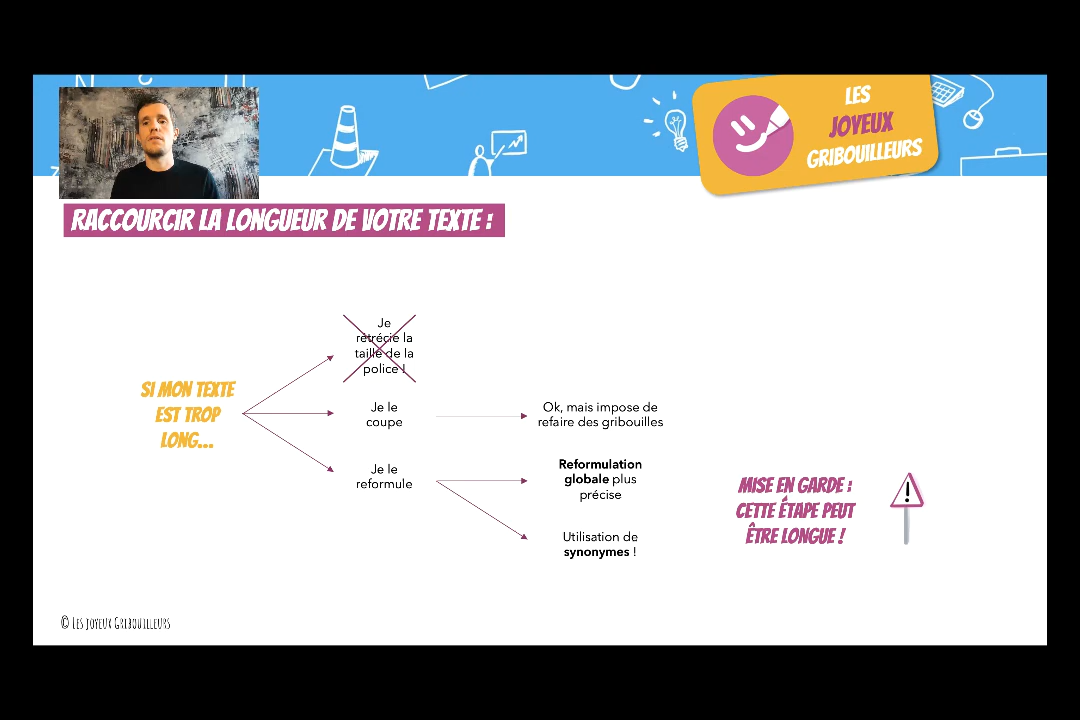 LES
JOYEUX
GRIBOUILLEURS
RACCOURCIR LA LONGUEUR DE VOTRE TEXTE :
SI MON TEXTE
EST TROP
LONG...
Je
rétrécie la
taille de la
police !
Je le
coupe
Ok, mais impose de
refaire des gribouilles
Je le
reformule
Reformulation
globale plus
précise
Utilisation de
synonymes !
MISE EN GARDE :
CETTE ÉTAPE PEUT
ÊTRE LONGUE !
!
© LES JOYEUX GRIBOUILLEURS